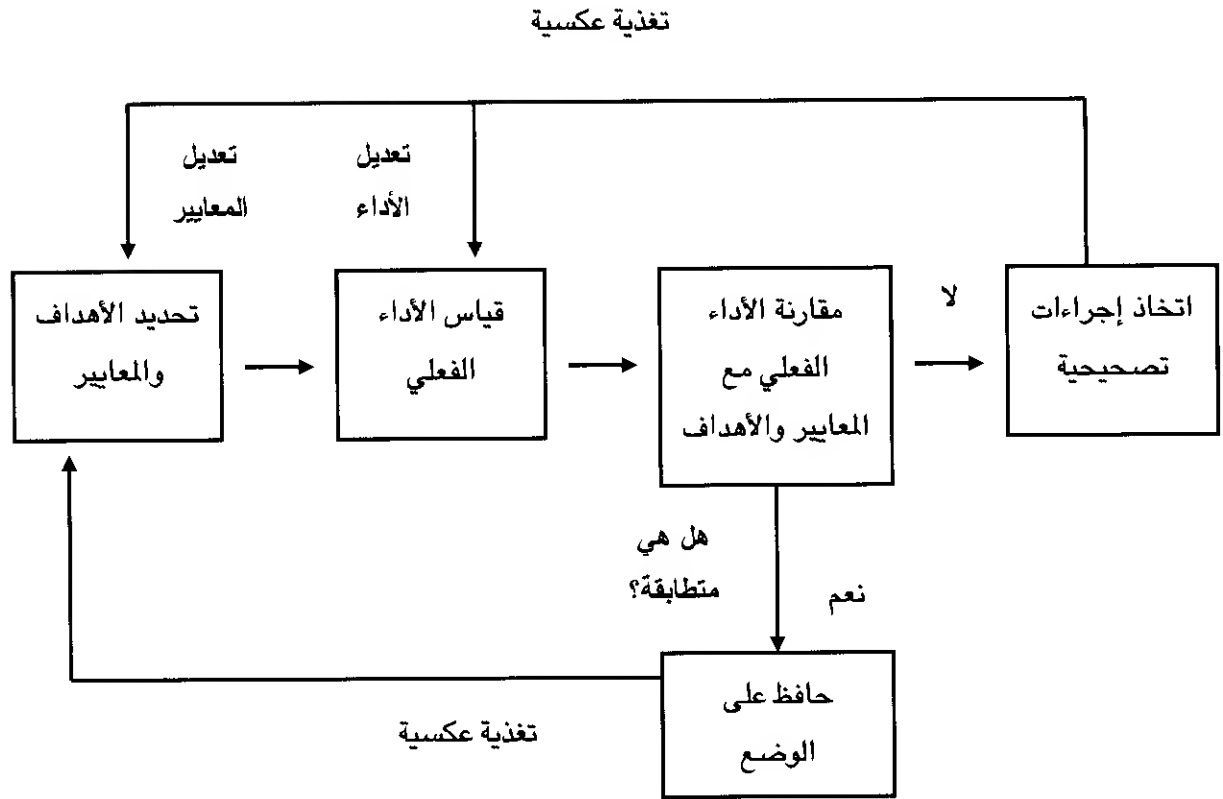 تغذية عكسية
تعديل
المعايير
تعديل
الأداء
تحديد الأهداف
والمعايير
قياس الأداء
الفعلي
مقارنة الأداء
الفعلي مع
المعايير والأهداف
لا
اتخاذ إجراءات
تصحيحية
هل هي
متطابقة؟
نعم
حافظ على
الوضع
تغذية عكسية